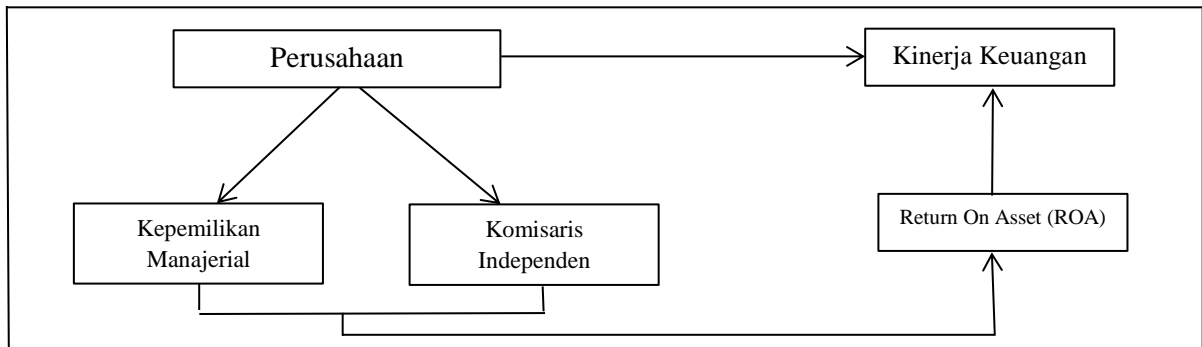 Perusahaan
Kinerja Keuangan
Kepemilikan
Manajerial
Komisaris
Independen
Return On Asset (ROA)